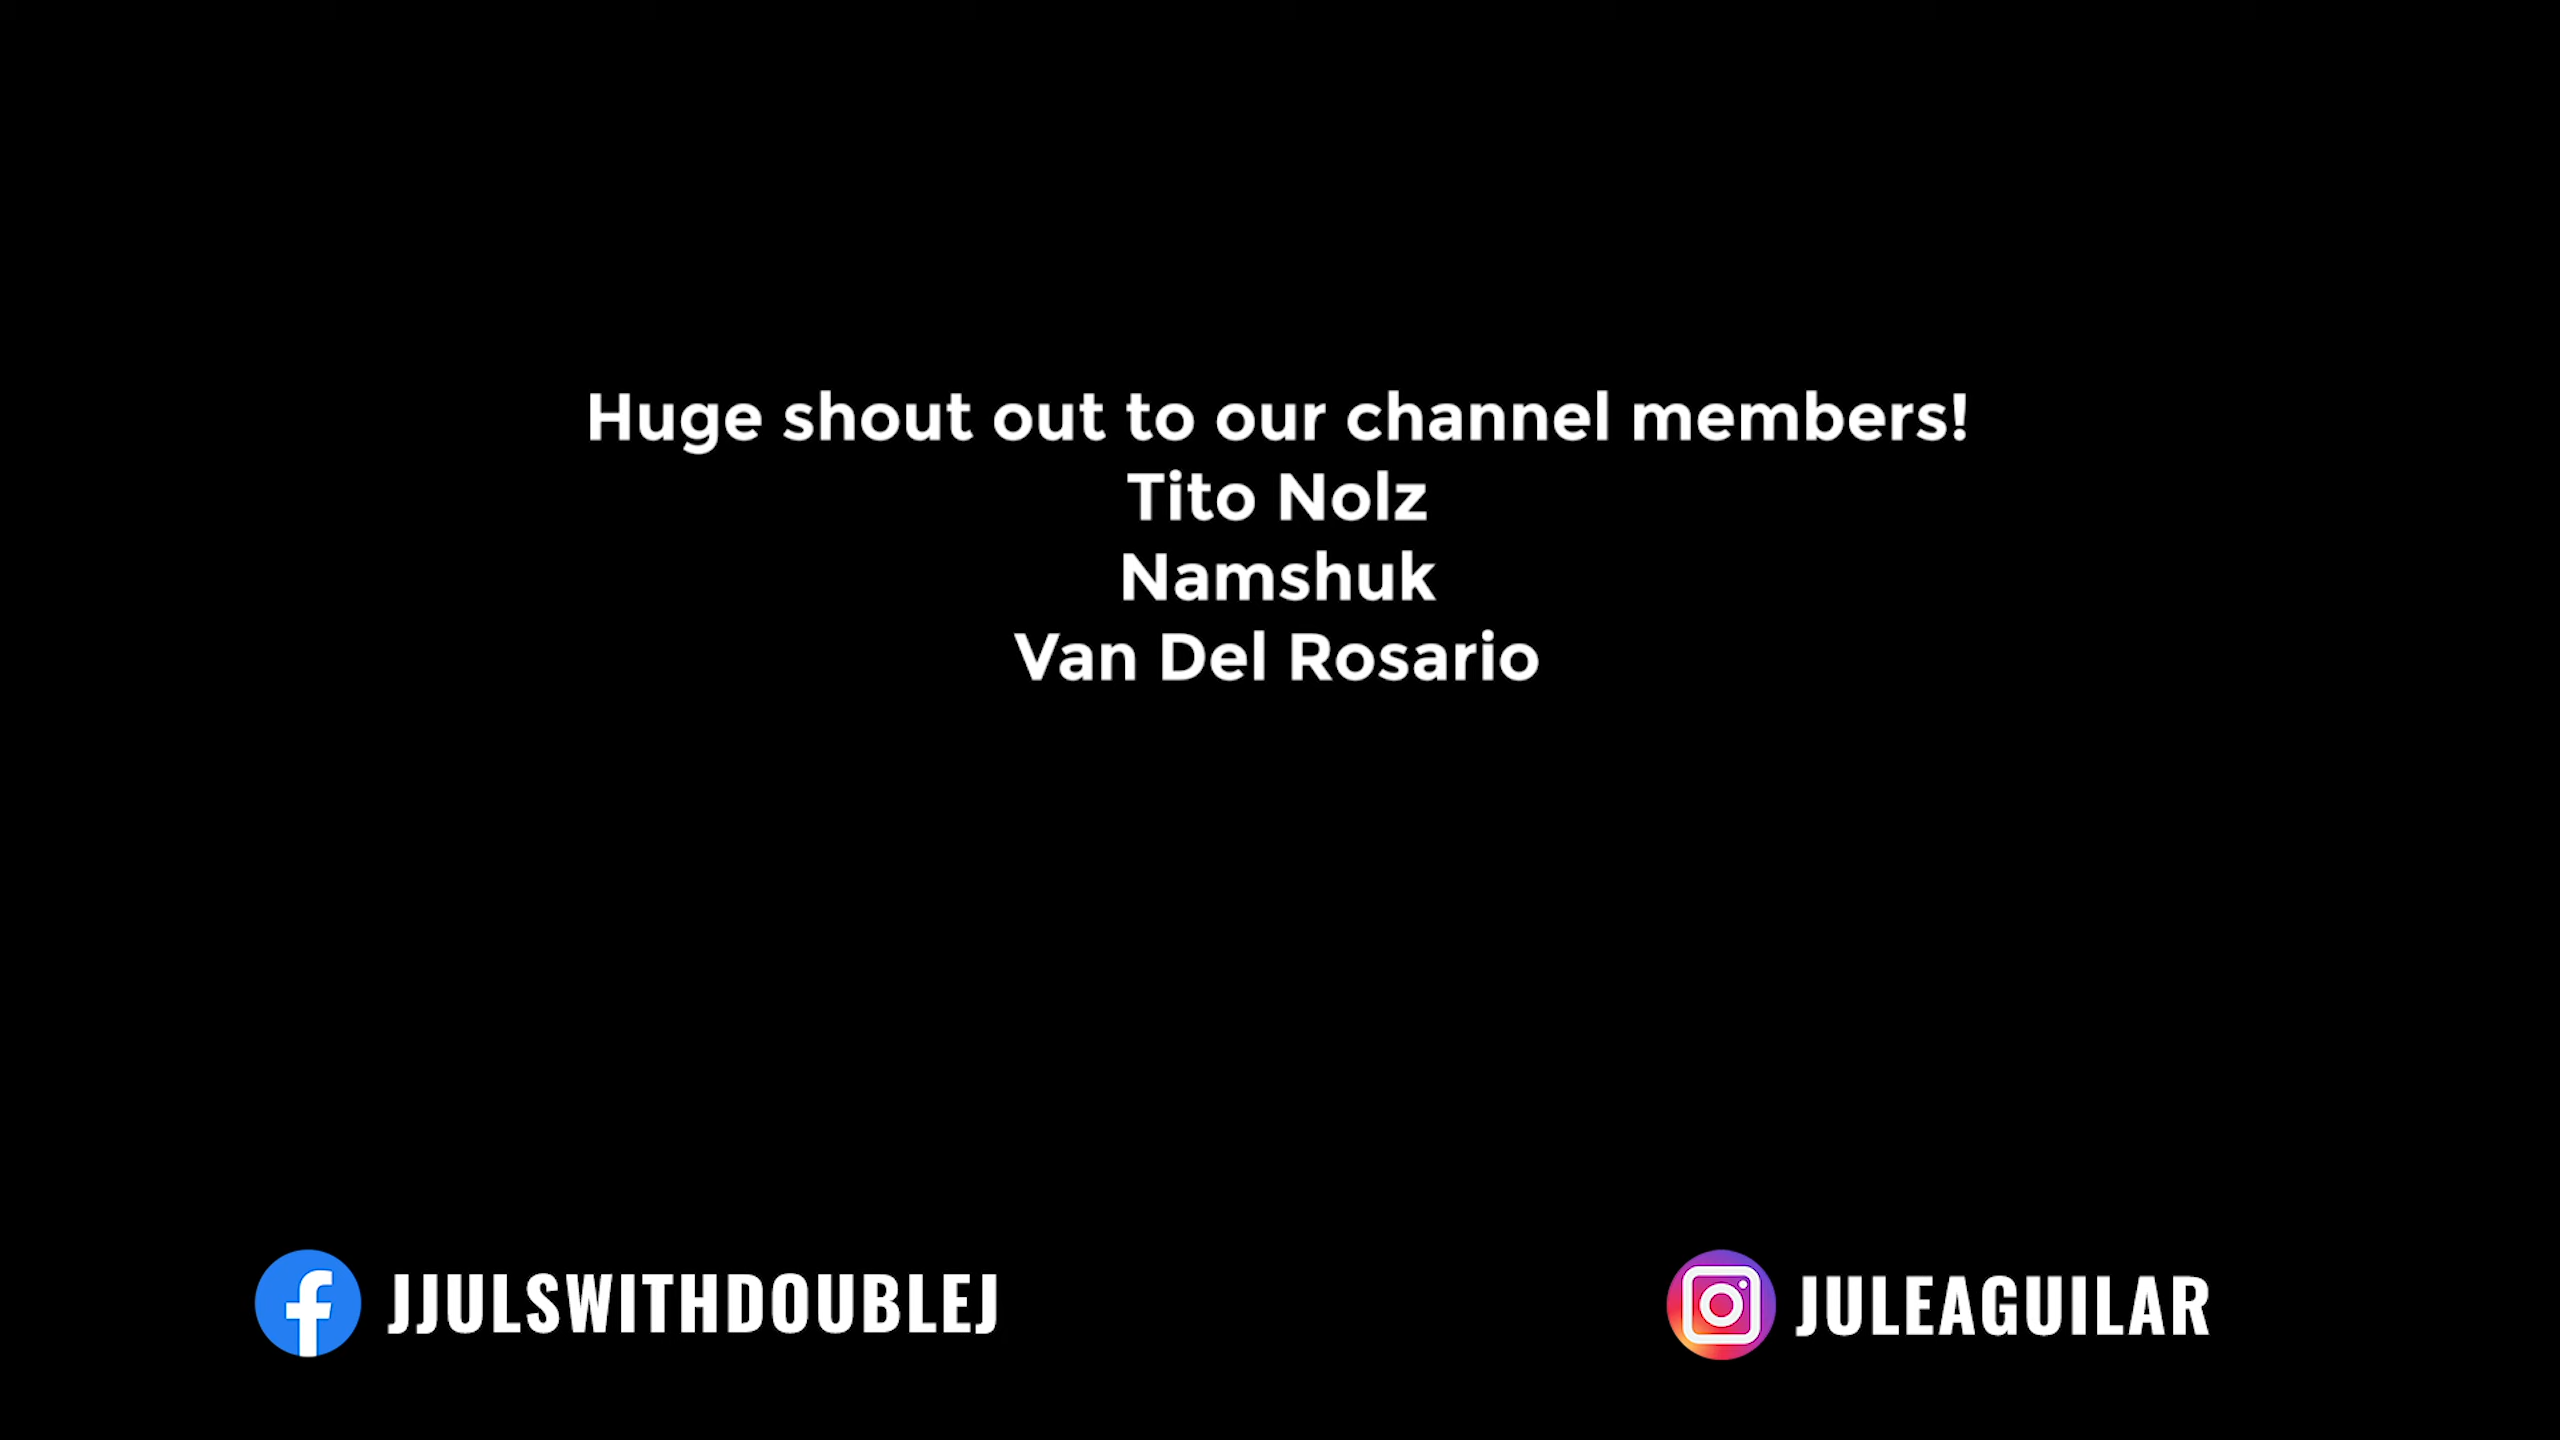 Huge shout out to our channel members!
Tito Nolz
Namshuk
Van Del Rosario
JJULSWITHDOUBLEJ
JULEAGUILAR